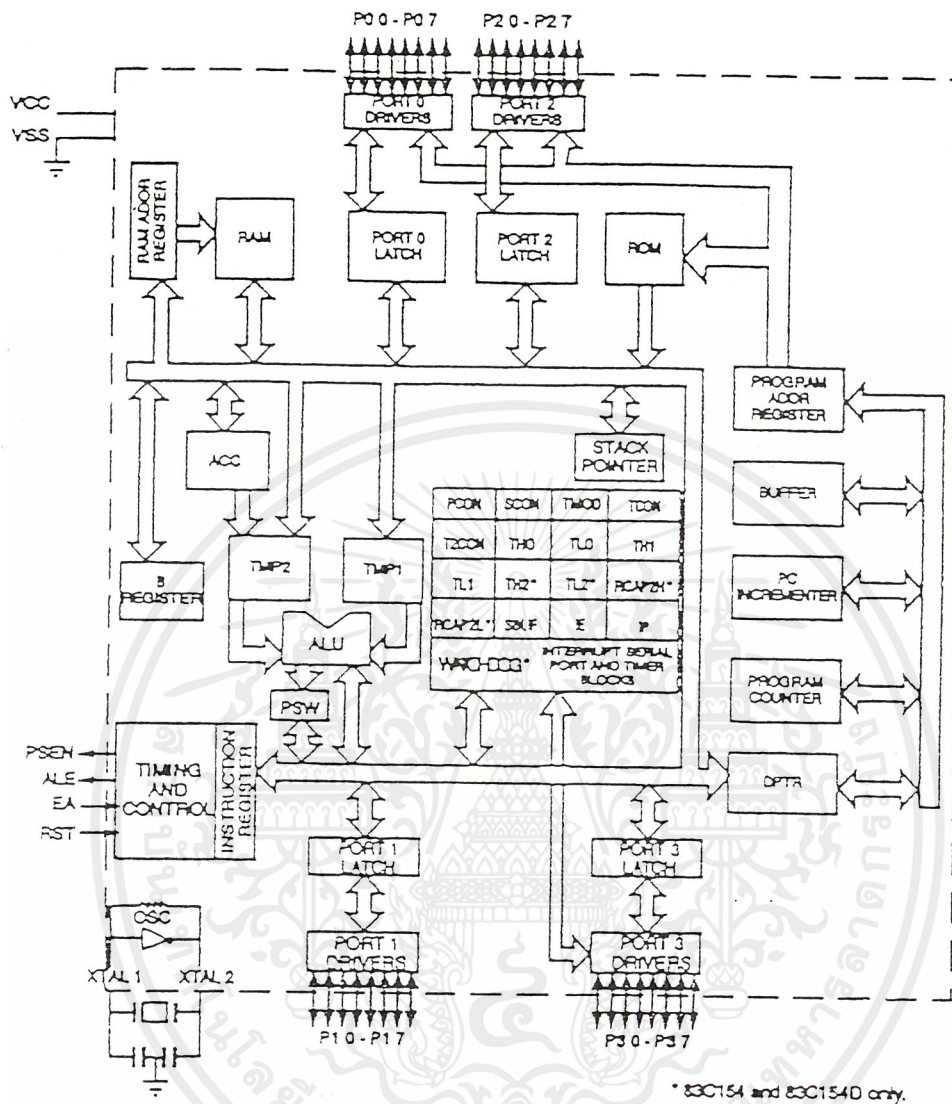 P0 0 - P0 7
P2 0 - P2 7
VCC
VSS
PORT 0
DRIVERS
PORT 2
DRIVERS
RAM ADDR
REGISTER
RAM
PORT 0
LATCH
PORT 2
LATCH
ROM
PROGRAM
ADDR
REGISTER
ACC
STACK
POINTER
BUFFER
PCON SCON TMOD TCON
T2CON TH0 TL0 TH1
TL1 TH2* TL2* RCAP2H*
RCAP2L* SBUF IE IP
WATCHDOG*
INTERRUPT SERIAL
PORT AND TIMER
BLOCKS
B
REGISTER
TMP2
TMP1
PC
INCREMENTER
ALU
PSW
PROGRAM
COUNTER
PSEN
ALE
EA
RST
TIMING
AND
CONTROL
INSTRUCTION
REGISTER
DPTR
PORT 1
LATCH
PORT 3
LATCH
OSC
XTAL 1
XTAL 2
PORT 1
DRIVERS
PORT 3
DRIVERS
P1 0 - P1 7
P3 0 - P3 7
* 83C154 and 83C154D only.